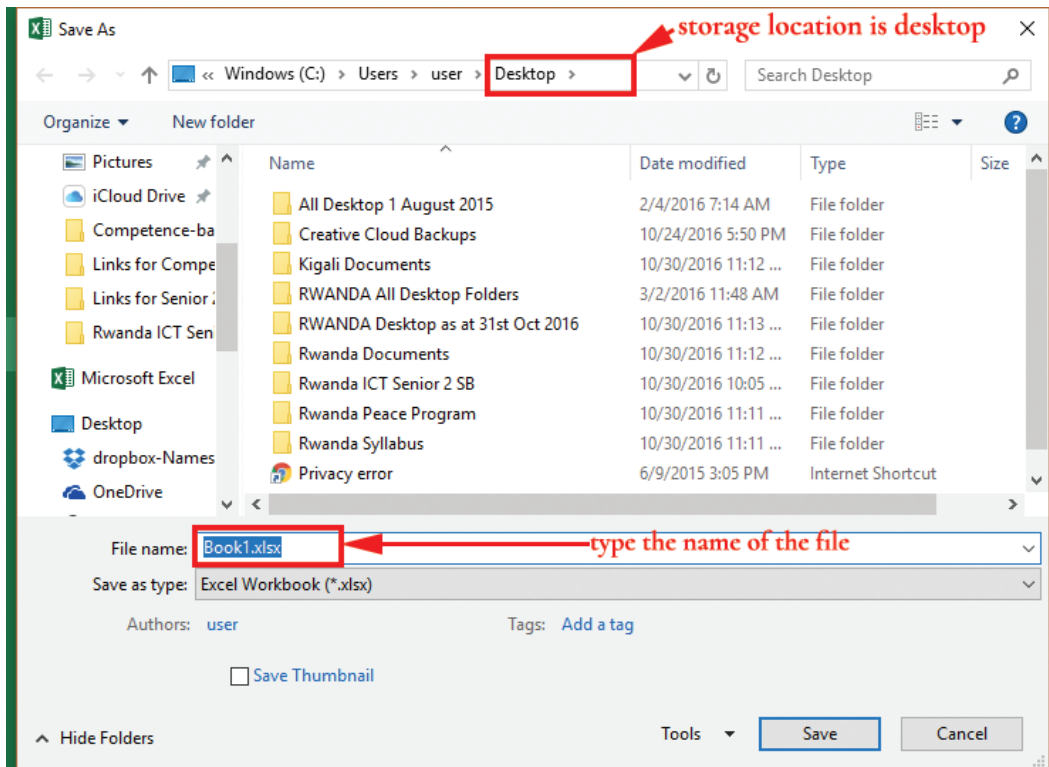 Save As
storage location is desktop
« Windows (C:) > Users > user > Desktop >
Search Desktop
Organize
New folder
Name
Date modified
Type
Size
Pictures
iCloud Drive
Competence-ba
Links for Compe
Links for Senior 2
Rwanda ICT Sen
Microsoft Excel
Desktop
dropbox-Names
OneDrive
All Desktop 1 August 2015 2/4/2016 7:14 AM File folder
Creative Cloud Backups 10/24/2016 5:50 PM File folder
Kigali Documents 10/30/2016 11:12 ... File folder
RWANDA All Desktop Folders 3/2/2016 11:48 AM File folder
RWANDA Desktop as at 31st Oct 2016 10/30/2016 11:13 ... File folder
Rwanda Documents 10/30/2016 11:12 ... File folder
Rwanda ICT Senior 2 SB 10/30/2016 10:05 ... File folder
Rwanda Peace Program 10/30/2016 11:11 ... File folder
Rwanda Syllabus 10/30/2016 11:11 ... File folder
Privacy error 6/9/2015 3:05 PM Internet Shortcut
File name: Book1.xlsx
type the name of the file
Save as type: Excel Workbook (*.xlsx)
Authors: user
Tags: Add a tag
Save Thumbnail
Hide Folders
Tools
Save
Cancel